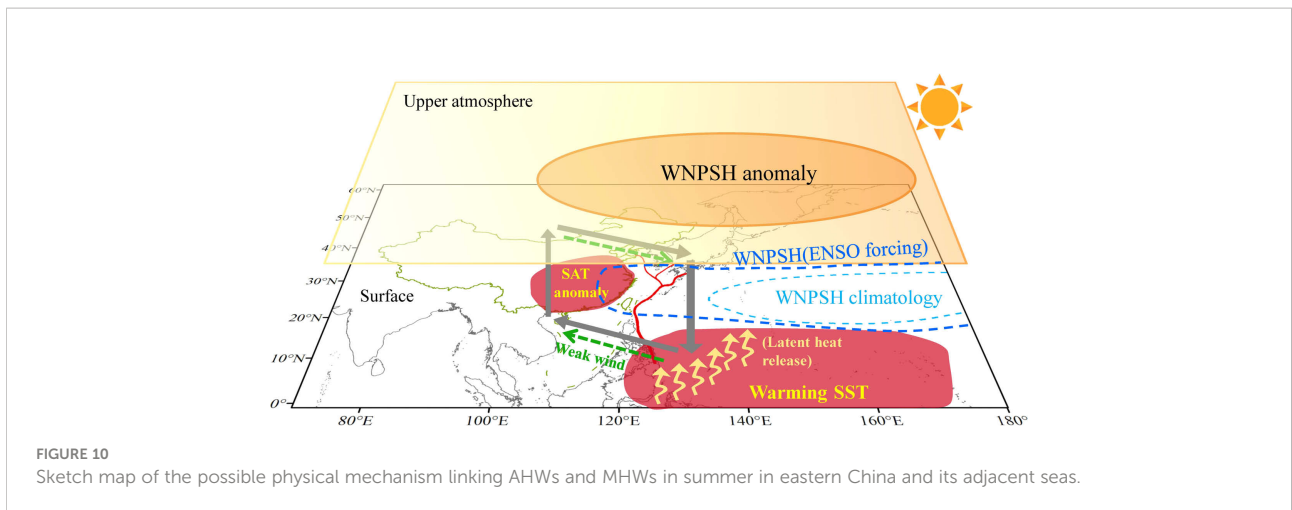 Upper atmosphere
WNPSH anomaly
60°N
50°N
40°N
30°N
20°N
10°N
0°
WNPSH(ENSO forcing)
SAT
anomaly
WNPSH climatology
Surface
Weak wind
(Latent heat
release)
Warming SST
80°E
100°E
120°E
140°E
160°E
180°
FIGURE 10
Sketch map of the possible physical mechanism linking AHWs and MHWs in summer in eastern China and its adjacent seas.